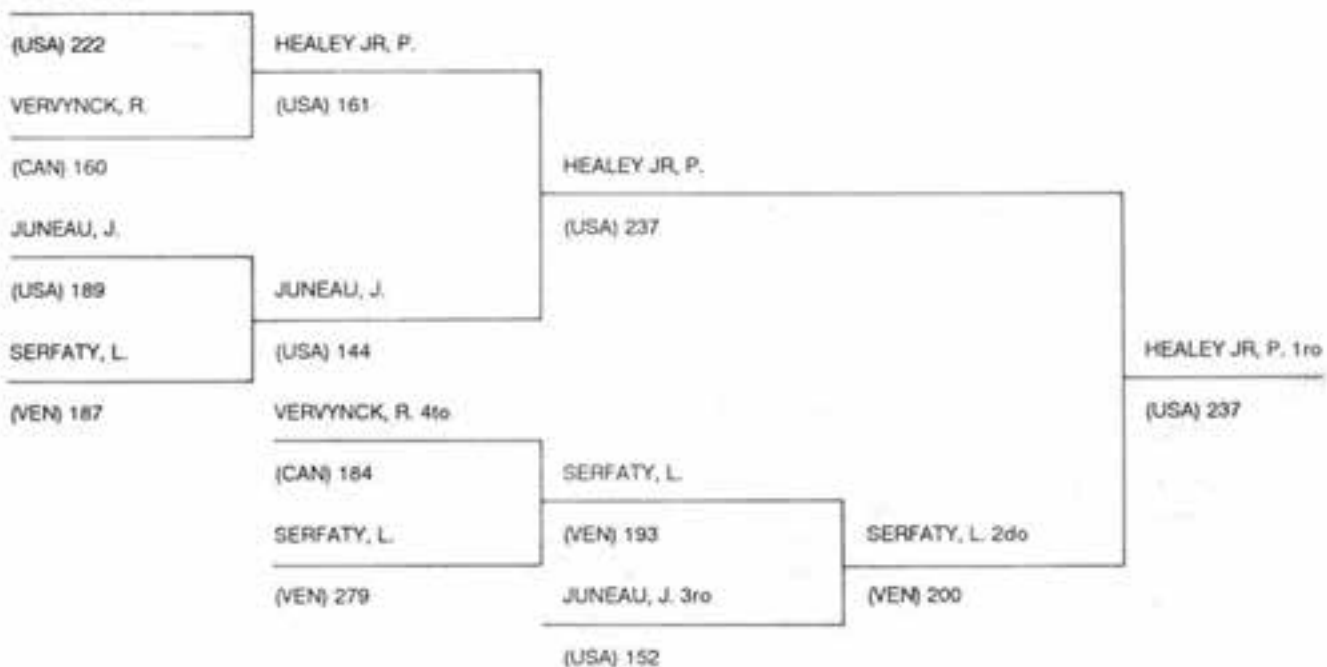 (USA) 222
VERVYNCK, R.
(CAN) 160
JUNEAU, J.
(USA) 189
SERFATY, L.
(VEN) 187
HEALEY JR, P.
(USA) 161
JUNEAU, J.
(USA) 144
VERVYNCK, R. 4to
(CAN) 184
SERFATY, L.
(VEN) 279
HEALEY JR, P.
(USA) 237
SERFATY, L.
(VEN) 193
JUNEAU, J. 3ro
(USA) 152
SERFATY, L. 2do
(VEN) 200
HEALEY JR, P. 1ro
(USA) 237